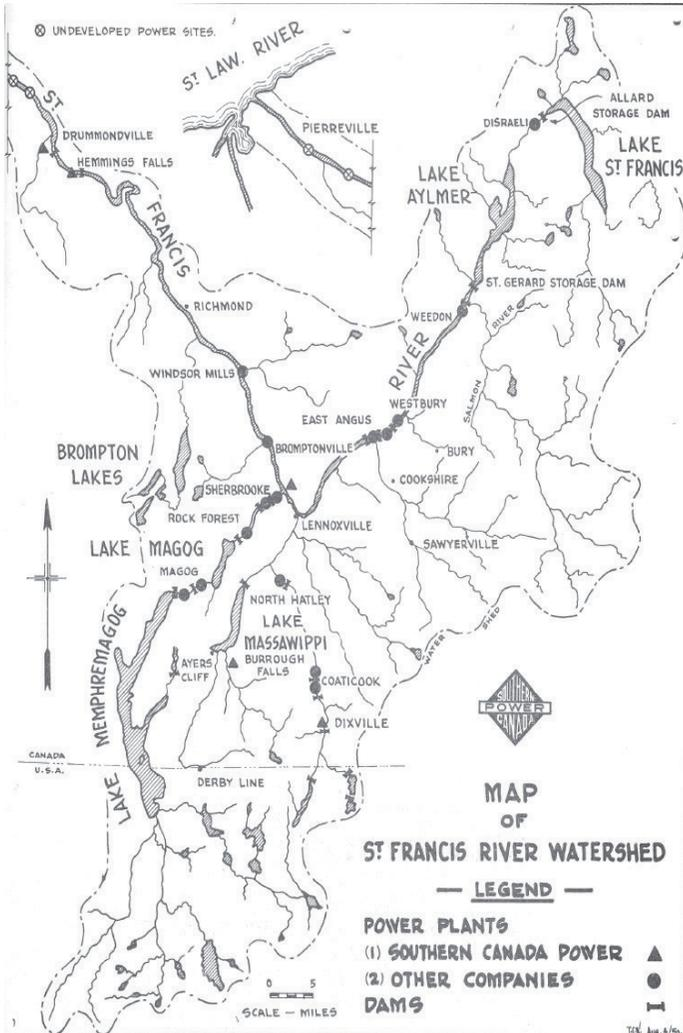 UNDEVELOPED POWER SITES.
ST LAW. RIVER
PIERREVILLE
ST FRANCIS RIVER
DRUMMONDVILLE
HEMMINGS FALLS
DISRAELI
ALLARD
STORAGE DAM
LAKE
ST FRANCIS
LAKE
AYLMER
ST. GERARD STORAGE DAM
WEEDON
RIVER
SALMON
RICHMOND
WINDSOR MILLS
WESTBURY
EAST ANGUS
BROMPTONVILLE
BURY
COOKSHIRE
BROMPTON
LAKES
SHERBROOKE
ROCK FOREST
LENNOXVILLE
SAWYERVILLE
LAKE MAGOG
MAGOG
NORTH HATLEY
LAKE
MASSAWIPPI
BURROUGH
FALLS
AYERS
CLIFF
COATICOOK
DIXVILLE
WATER SHED
LAKE MEMPHREMAGOG
CANADA
U.S.A.
DERBY LINE
SOUTHERN
POWER
CANADA
MAP
OF
ST FRANCIS RIVER WATERSHED
— LEGEND —
POWER PLANTS
(1) SOUTHERN CANADA POWER
(2) OTHER COMPANIES
DAMS
0 5
SCALE — MILES